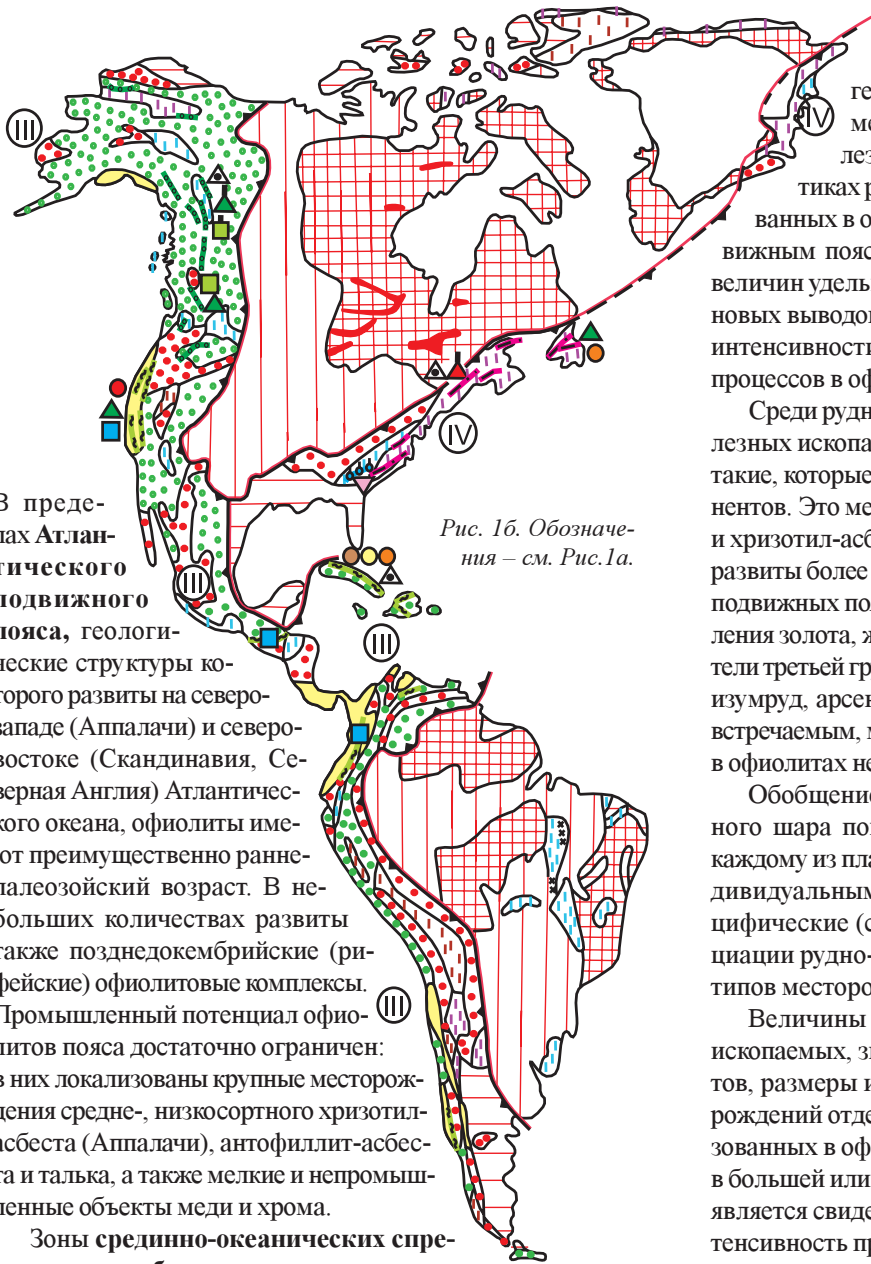 III
IV
IV
III
III
III
Рис. 1б. Обозначе-
ния – см. Рис.1а.
В преде-
лах Атлан-
тического
подвижного
пояса, геологи-
ческие структуры ко-
торого развиты на северо-
западе (Аппалачи) и северо-
востоке (Скандинавия, Се-
верная Англия) Атлантичес-
кого океана, офиолиты име-
ют преимущественно ранне-
палеозойский возраст. В не-
больших количествах развиты
также позднедокембрийские (ри-
фейские) офиолитовые комплексы.
Промышленный потенциал офио-
литов пояса достаточно ограничен:
в них локализованы крупные месторож-
дения средне-, низкосортного хризотил-
асбеста (Аппалачи), антофиллит-асбес-
та и талька, а также мелкие и непромыш-
ленные объекты меди и хрома.
Зоны срединно-океанических спре-
ге
ме
лез
тиках р
ванных в о
вижным пояс
величин удель
новых выводо
интенсивности
процессов в оф
Среди рудн
лезных ископа
такие, которые
нентов. Это ме
и хризотил-асб
развиты более
подвижных поя
ления золота, ж
тели третьей гр
изумруд, арсен
встречаемым, м
в офиолитах не
Обобщение
ного шара пок
каждому из пла
дивидуальным
цифические (с
циации рудно-
типов месторо
Величины
ископаемых, зн
тов, размеры и
рождений отде
зованных в оф
в большей или
является свиде
тенсивность пр